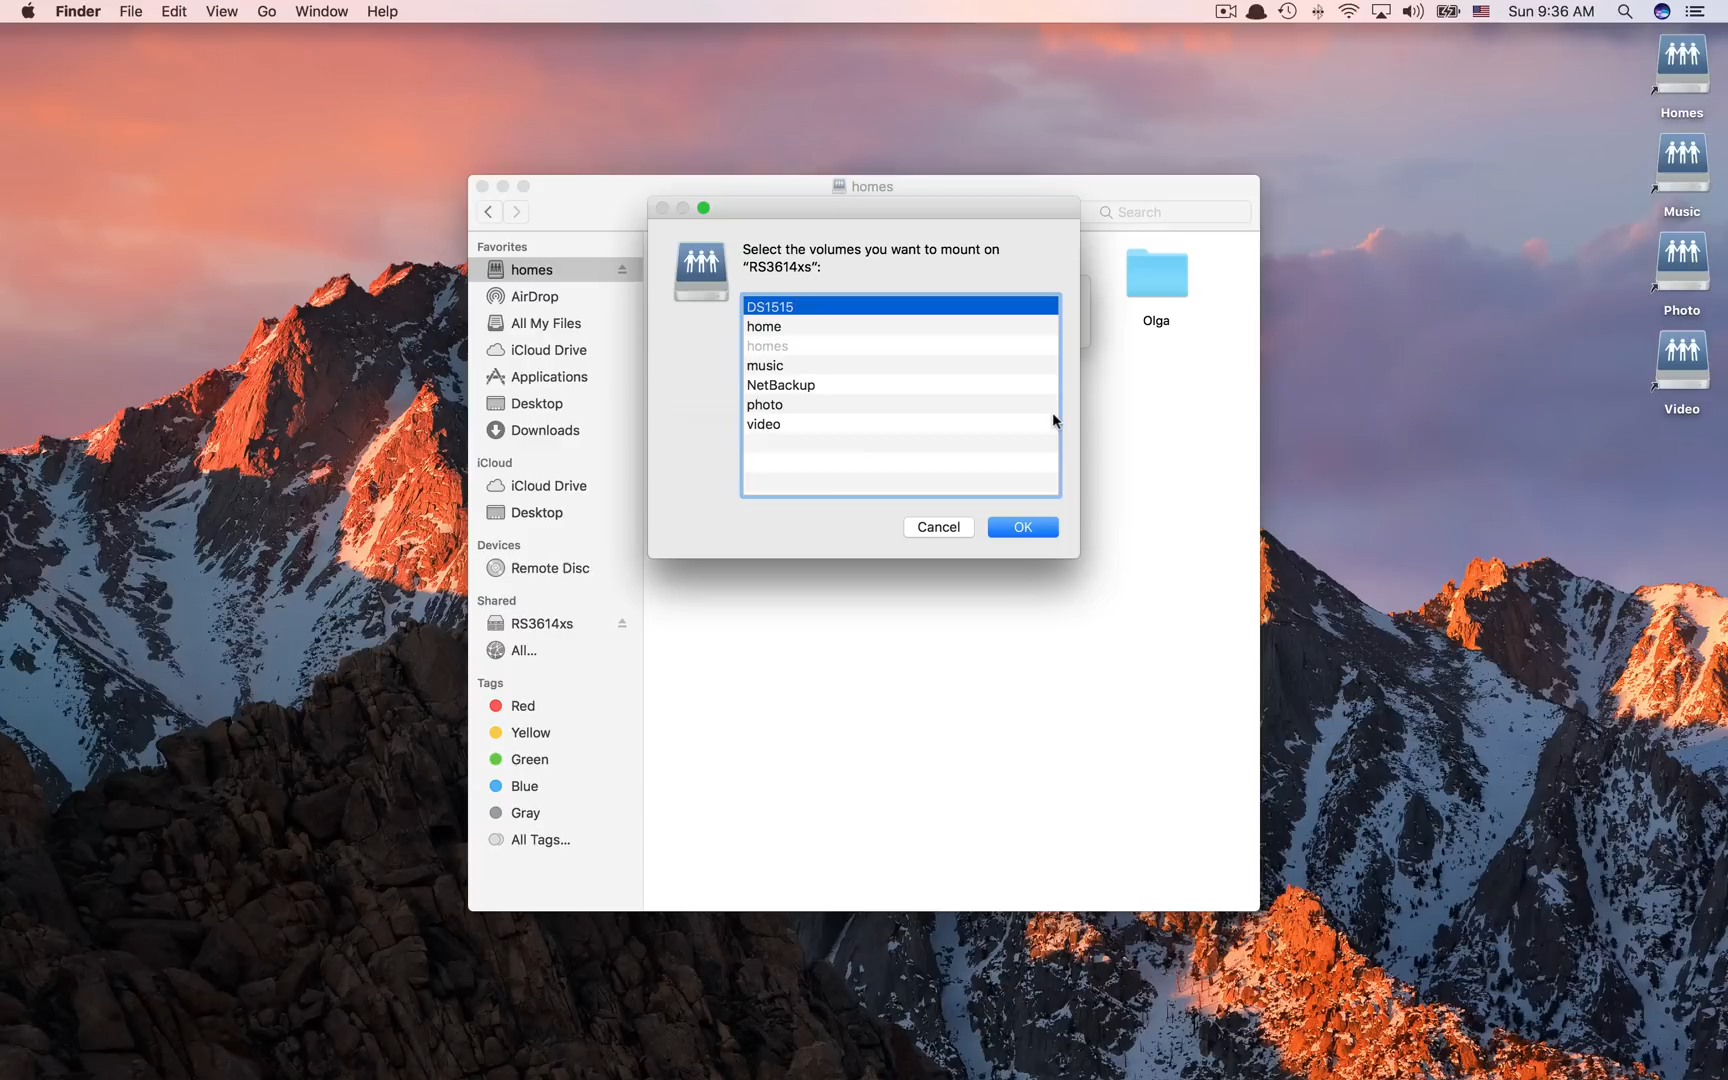 Finder File Edit View Go Window Help Sun 9:36 AM
Homes
Music
Photo
Video
homes
Search
Favorites
homes
AirDrop
All My Files
iCloud Drive
Applications
Desktop
Downloads
iCloud
iCloud Drive
Desktop
Devices
Remote Disc
Shared
RS3614xs
All...
Tags
Red
Yellow
Green
Blue
Gray
All Tags...
Select the volumes you want to mount on
“RS3614xs”:
DS1515
home
homes
music
NetBackup
photo
video
Cancel OK
Olga